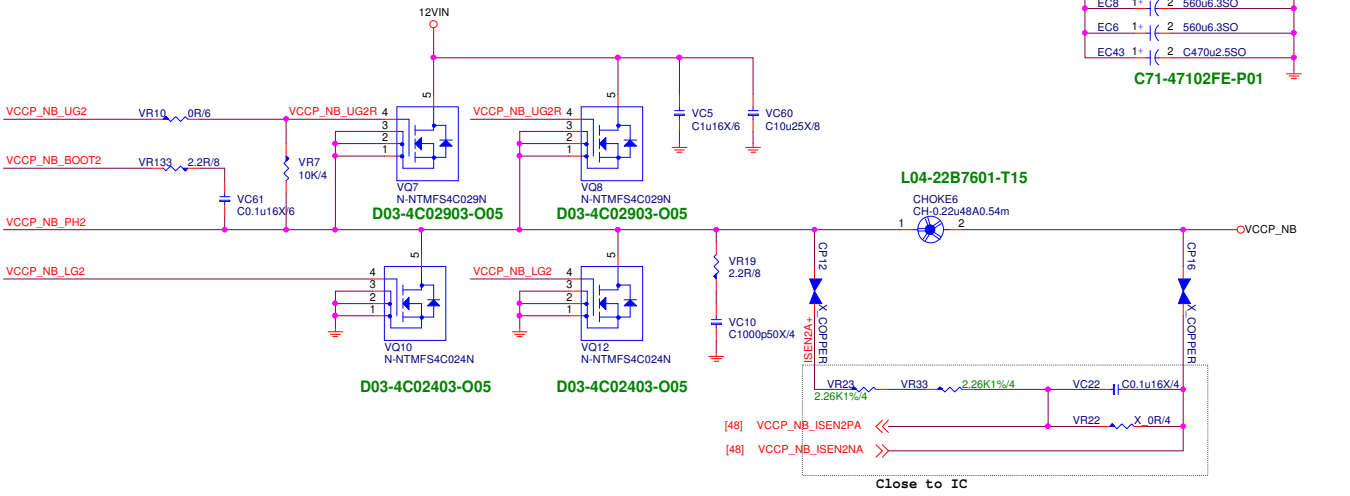 12VIN
EC8 1+ 2 560u6.3SO
EC6 1+ 2 560u6.3SO
EC43 1+ 2 C470u2.5SO
C71-47102FE-P01
VCCP_NB_UG2
VR10 0R/6
VCCP_NB_UG2R
4
3
2
1
5
VQ7
N-NTMFS4C029N
D03-4C02903-O05
VCCP_NB_UG2R
4
3
2
1
5
VQ8
N-NTMFS4C029N
D03-4C02903-O05
VC5
C1u16X/6
VC60
C10u25X/8
VCCP_NB_BOOT2
VR133 2.2R/8
VR7
10K/4
VC61
C0.1u16X/6
VCCP_NB_PH2
L04-22B7601-T15
CHOKE6
CH-0.22u48A0.54m
1 2
VCCP_NB
VCCP_NB_LG2
4
3
2
1
5
VQ10
N-NTMFS4C024N
D03-4C02403-O05
VCCP_NB_LG2
4
3
2
1
5
VQ12
N-NTMFS4C024N
D03-4C02403-O05
VR19
2.2R/8
VC10
C1000p50X/4
CP12
X_COPPER
ISEN2A+
CP16
X_COPPER
VR23
2.26K1%/4
VR33 2.26K1%/4
VC22 C0.1u16X/4
VR22 X_0R/4
[48] VCCP_NB_ISEN2PA
[48] VCCP_NB_ISEN2NA
Close to IC